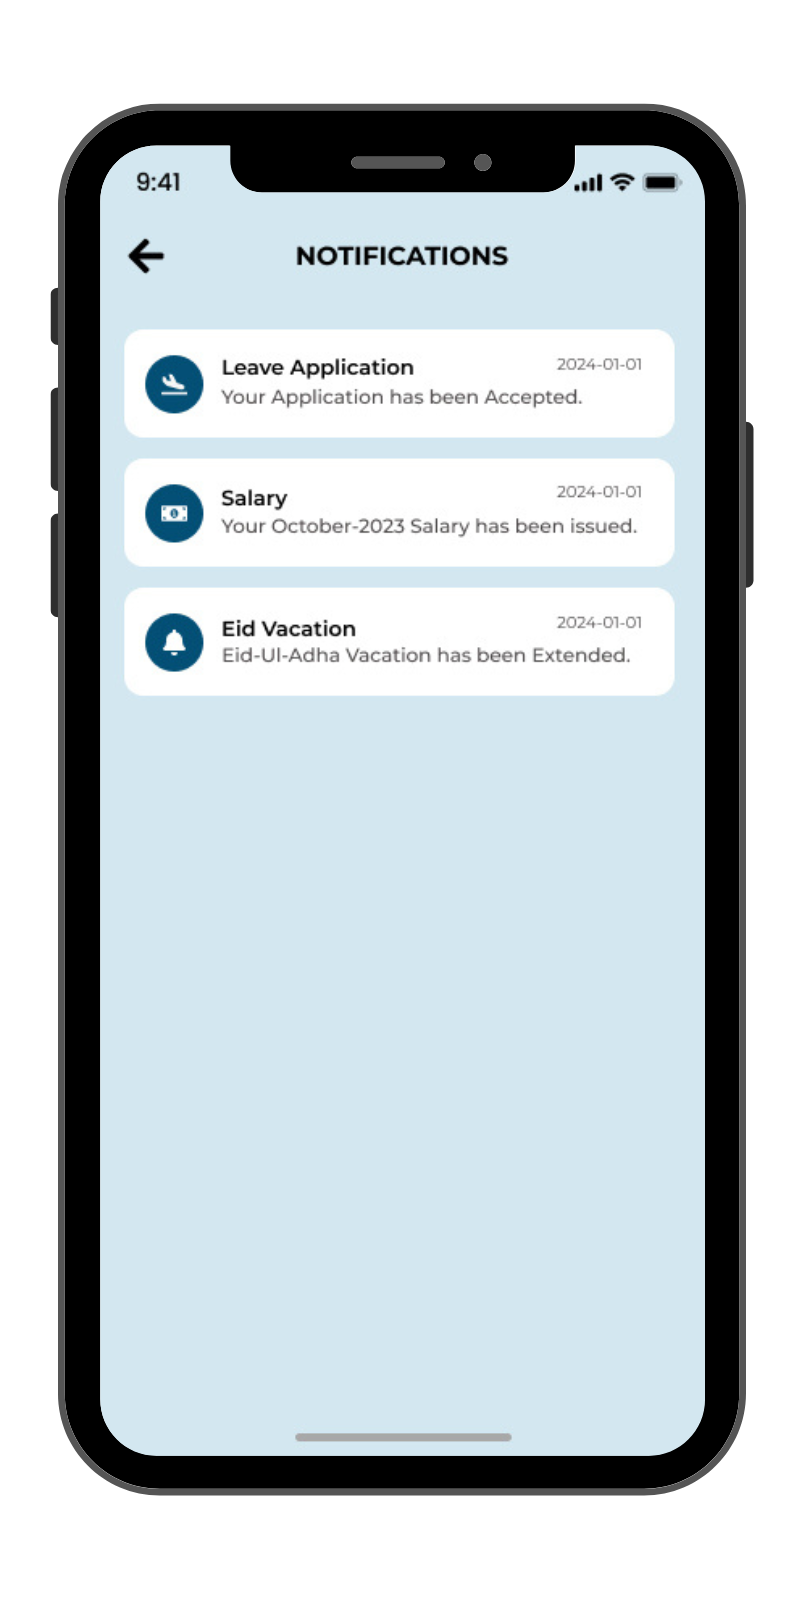 9:41
NOTIFICATIONS
Leave Application 2024-01-01
Your Application has been Accepted.
Salary 2024-01-01
Your October-2023 Salary has been issued.
Eid Vacation 2024-01-01
Eid-Ul-Adha Vacation has been Extended.